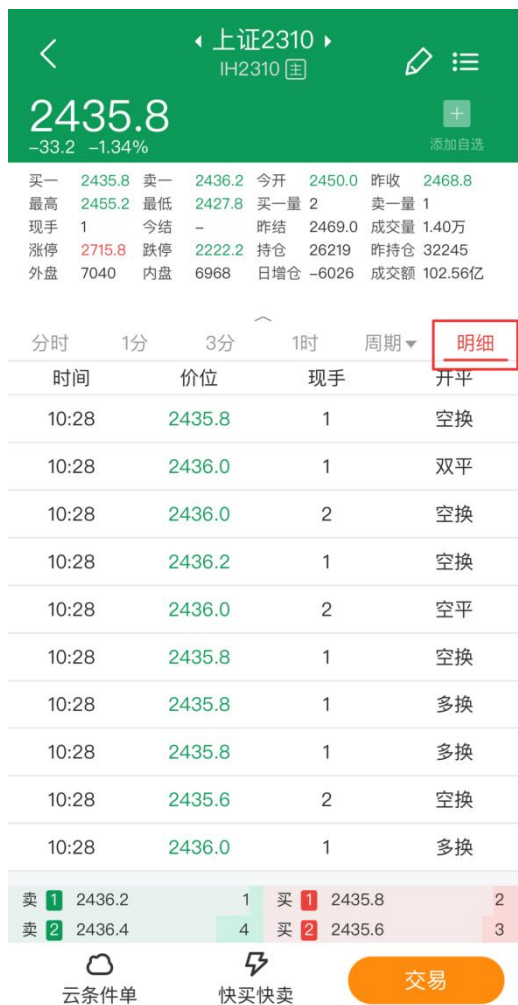 上证2310
IH2310 主
2435.8
-33.2 -1.34%
添加自选
买一 2435.8 卖一 2436.2 今开 2450.0 昨收 2468.8
最高 2455.2 最低 2427.8 买一量 2 卖一量 1
现手 1 今结 – 昨结 2469.0 成交量 1.40万
涨停 2715.8 跌停 2222.2 持仓 26219 昨持仓 32245
外盘 7040 内盘 6968 日增仓 -6026 成交额 102.56亿
分时 1分 3分 1时 周期 明细
时间 价位 现手 开平
10:28 2435.8 1 空换
10:28 2436.0 1 双平
10:28 2436.0 2 空换
10:28 2436.2 1 空换
10:28 2436.0 2 空平
10:28 2435.8 1 空换
10:28 2435.8 1 多换
10:28 2435.8 1 多换
10:28 2435.6 2 空换
10:28 2436.0 1 多换
卖 1 2436.2 1 买 1 2435.8 2
卖 2 2436.4 4 买 2 2435.6 3
云条件单 快买快卖 交易